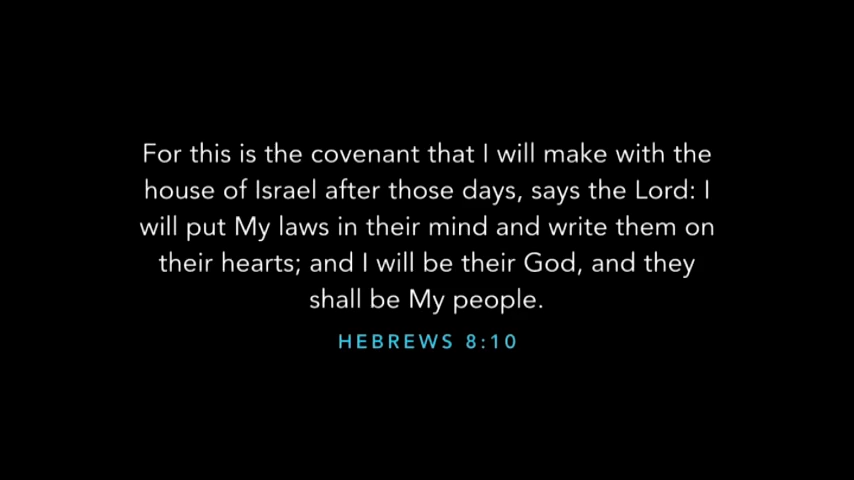 For this is the covenant that I will make with the
house of Israel after those days, says the Lord: I
will put My laws in their mind and write them on
their hearts; and I will be their God, and they
shall be My people.
HEBREWS 8:10